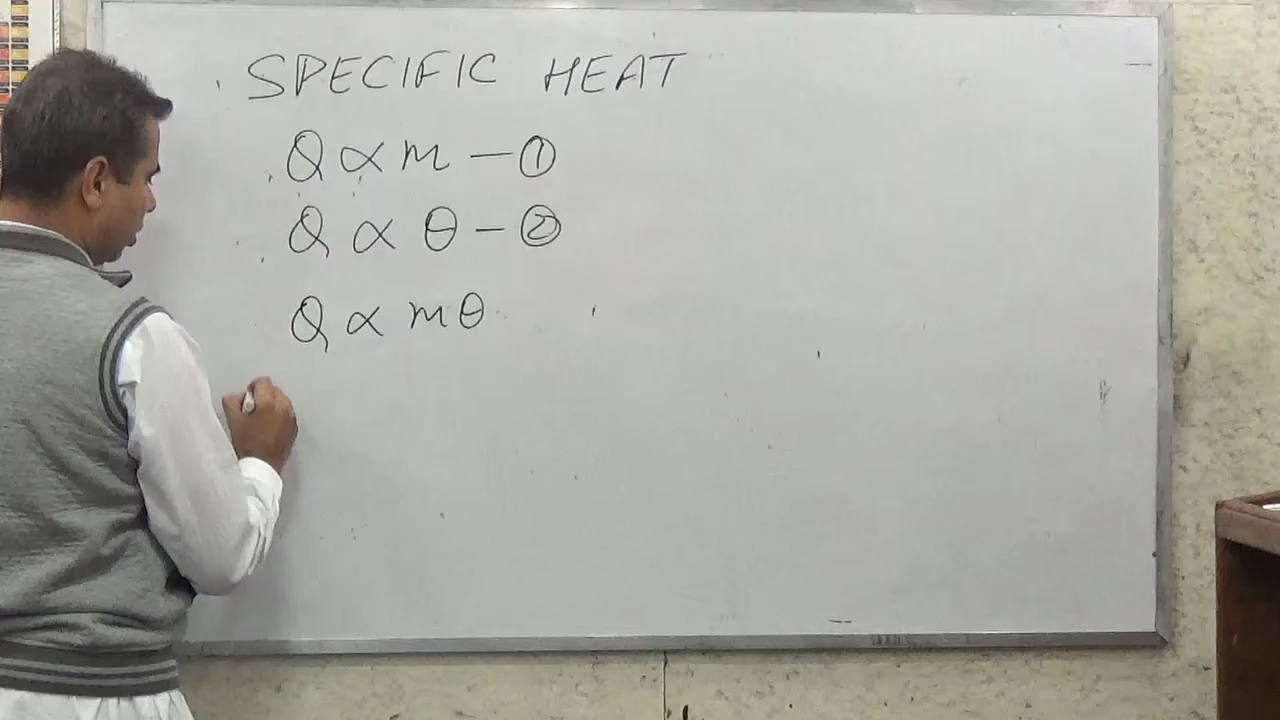 SPECIFIC HEAT
Q ∝ m — ①
Q ∝ θ — ②
Q ∝ mθ